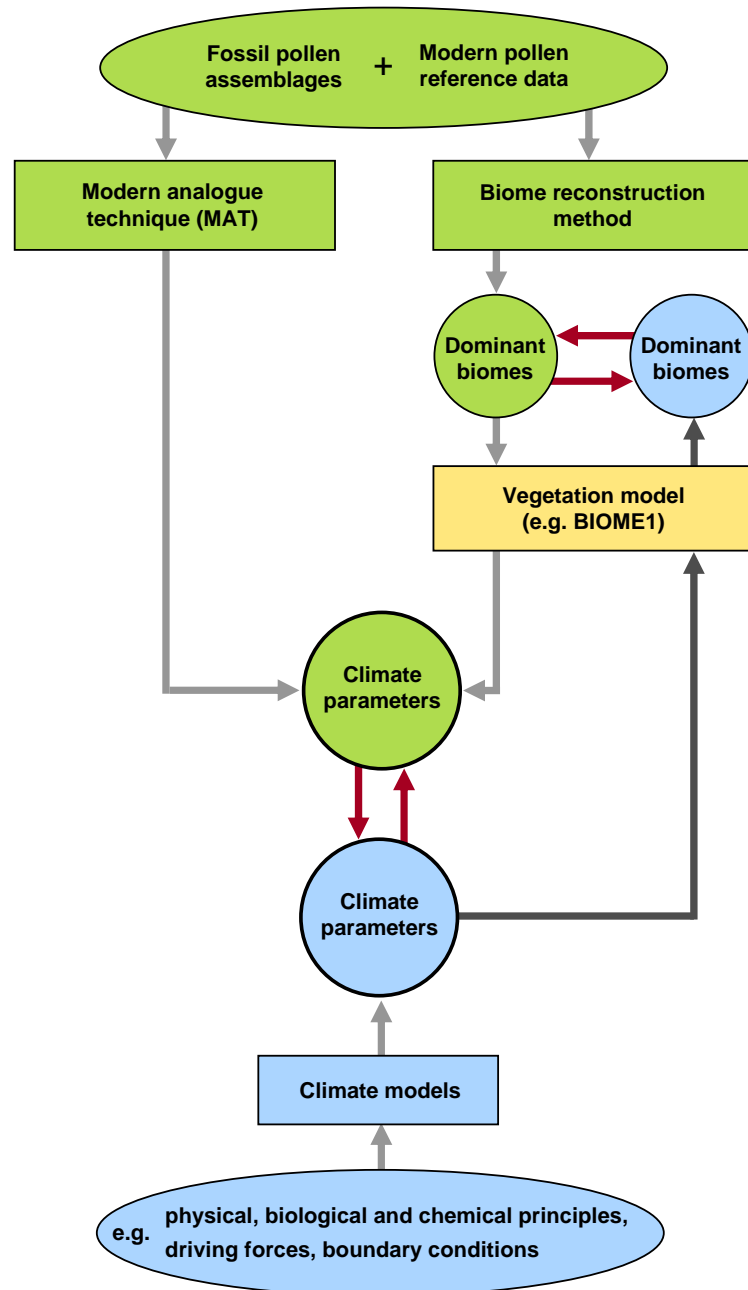 Fossil pollen
assemblages
+
Modern pollen
reference data
Modern analogue
technique (MAT)
Biome reconstruction
method
Dominant
biomes
Dominant
biomes
Vegetation model
(e.g. BIOME1)
Climate
parameters
Climate
parameters
Climate models
e.g. physical, biological and chemical principles,
driving forces, boundary conditions